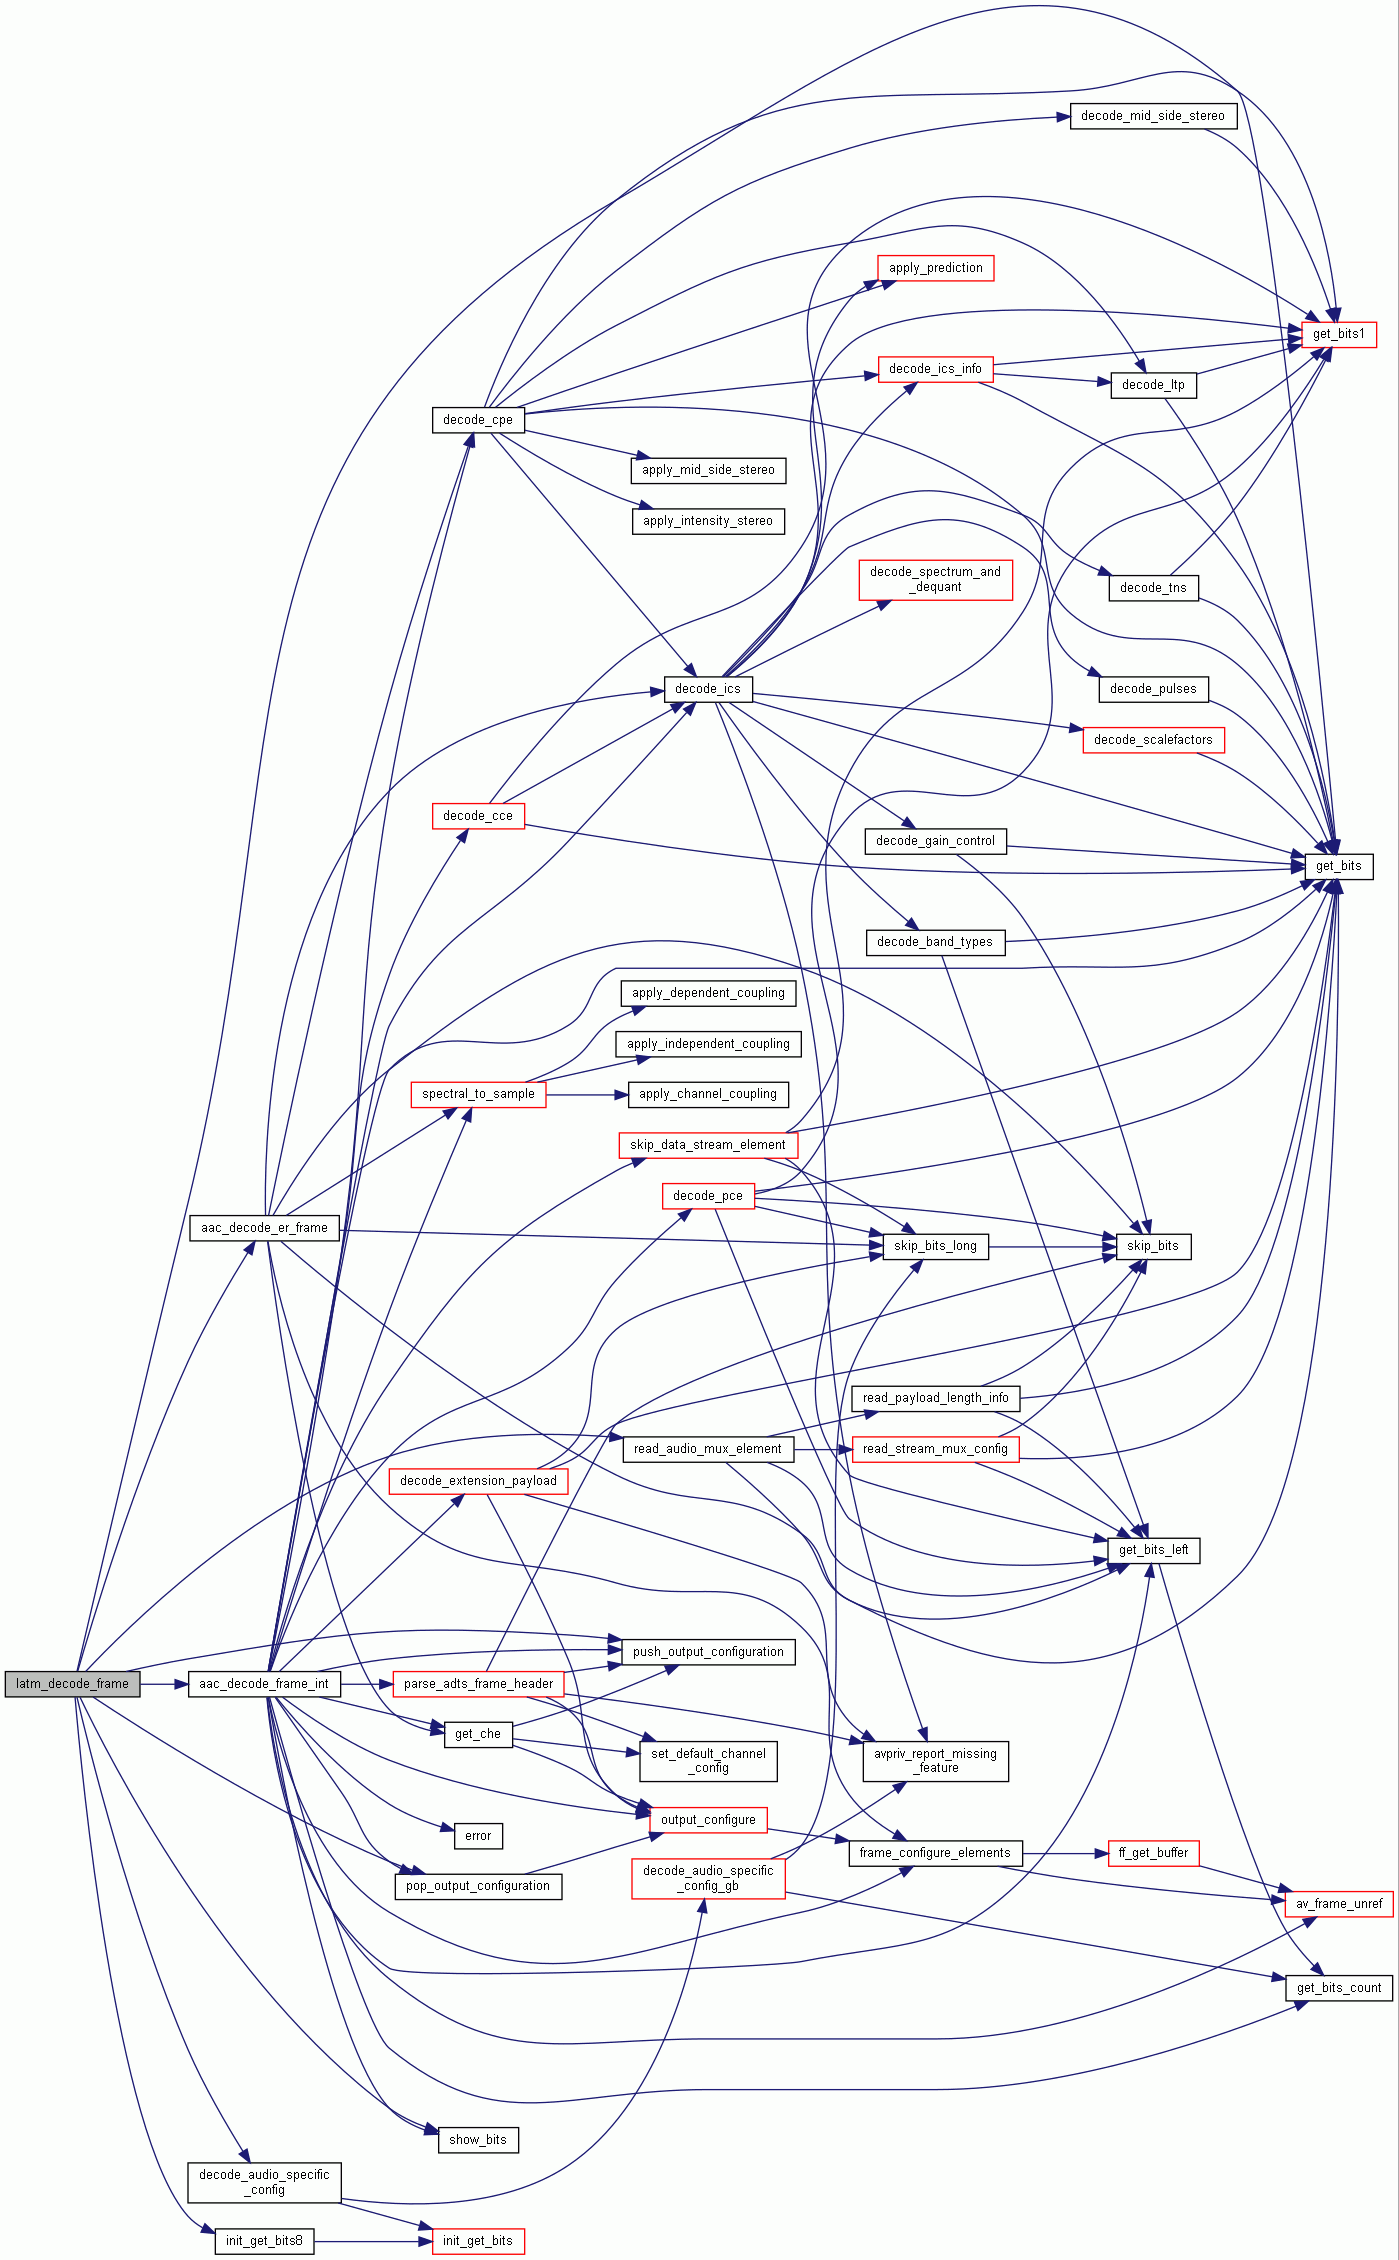 decode_mid_side_stereo
apply_prediction
get_bits1
decode_ics_info
decode_ltp
decode_cpe
apply_mid_side_stereo
apply_intensity_stereo
decode_spectrum_and
_dequant
decode_tns
decode_ics
decode_pulses
decode_scalefactors
decode_cce
decode_gain_control
get_bits
decode_band_types
apply_dependent_coupling
apply_independent_coupling
spectral_to_sample
apply_channel_coupling
skip_data_stream_element
decode_pce
aac_decode_er_frame
skip_bits_long
skip_bits
read_payload_length_info
read_audio_mux_element
read_stream_mux_config
decode_extension_payload
get_bits_left
push_output_configuration
latm_decode_frame
aac_decode_frame_int
parse_adts_frame_header
get_che
set_default_channel
_config
avpriv_report_missing
_feature
output_configure
error
frame_configure_elements
ff_get_buffer
decode_audio_specific
_config_gb
pop_output_configuration
av_frame_unref
get_bits_count
show_bits
decode_audio_specific
_config
init_get_bits8
init_get_bits